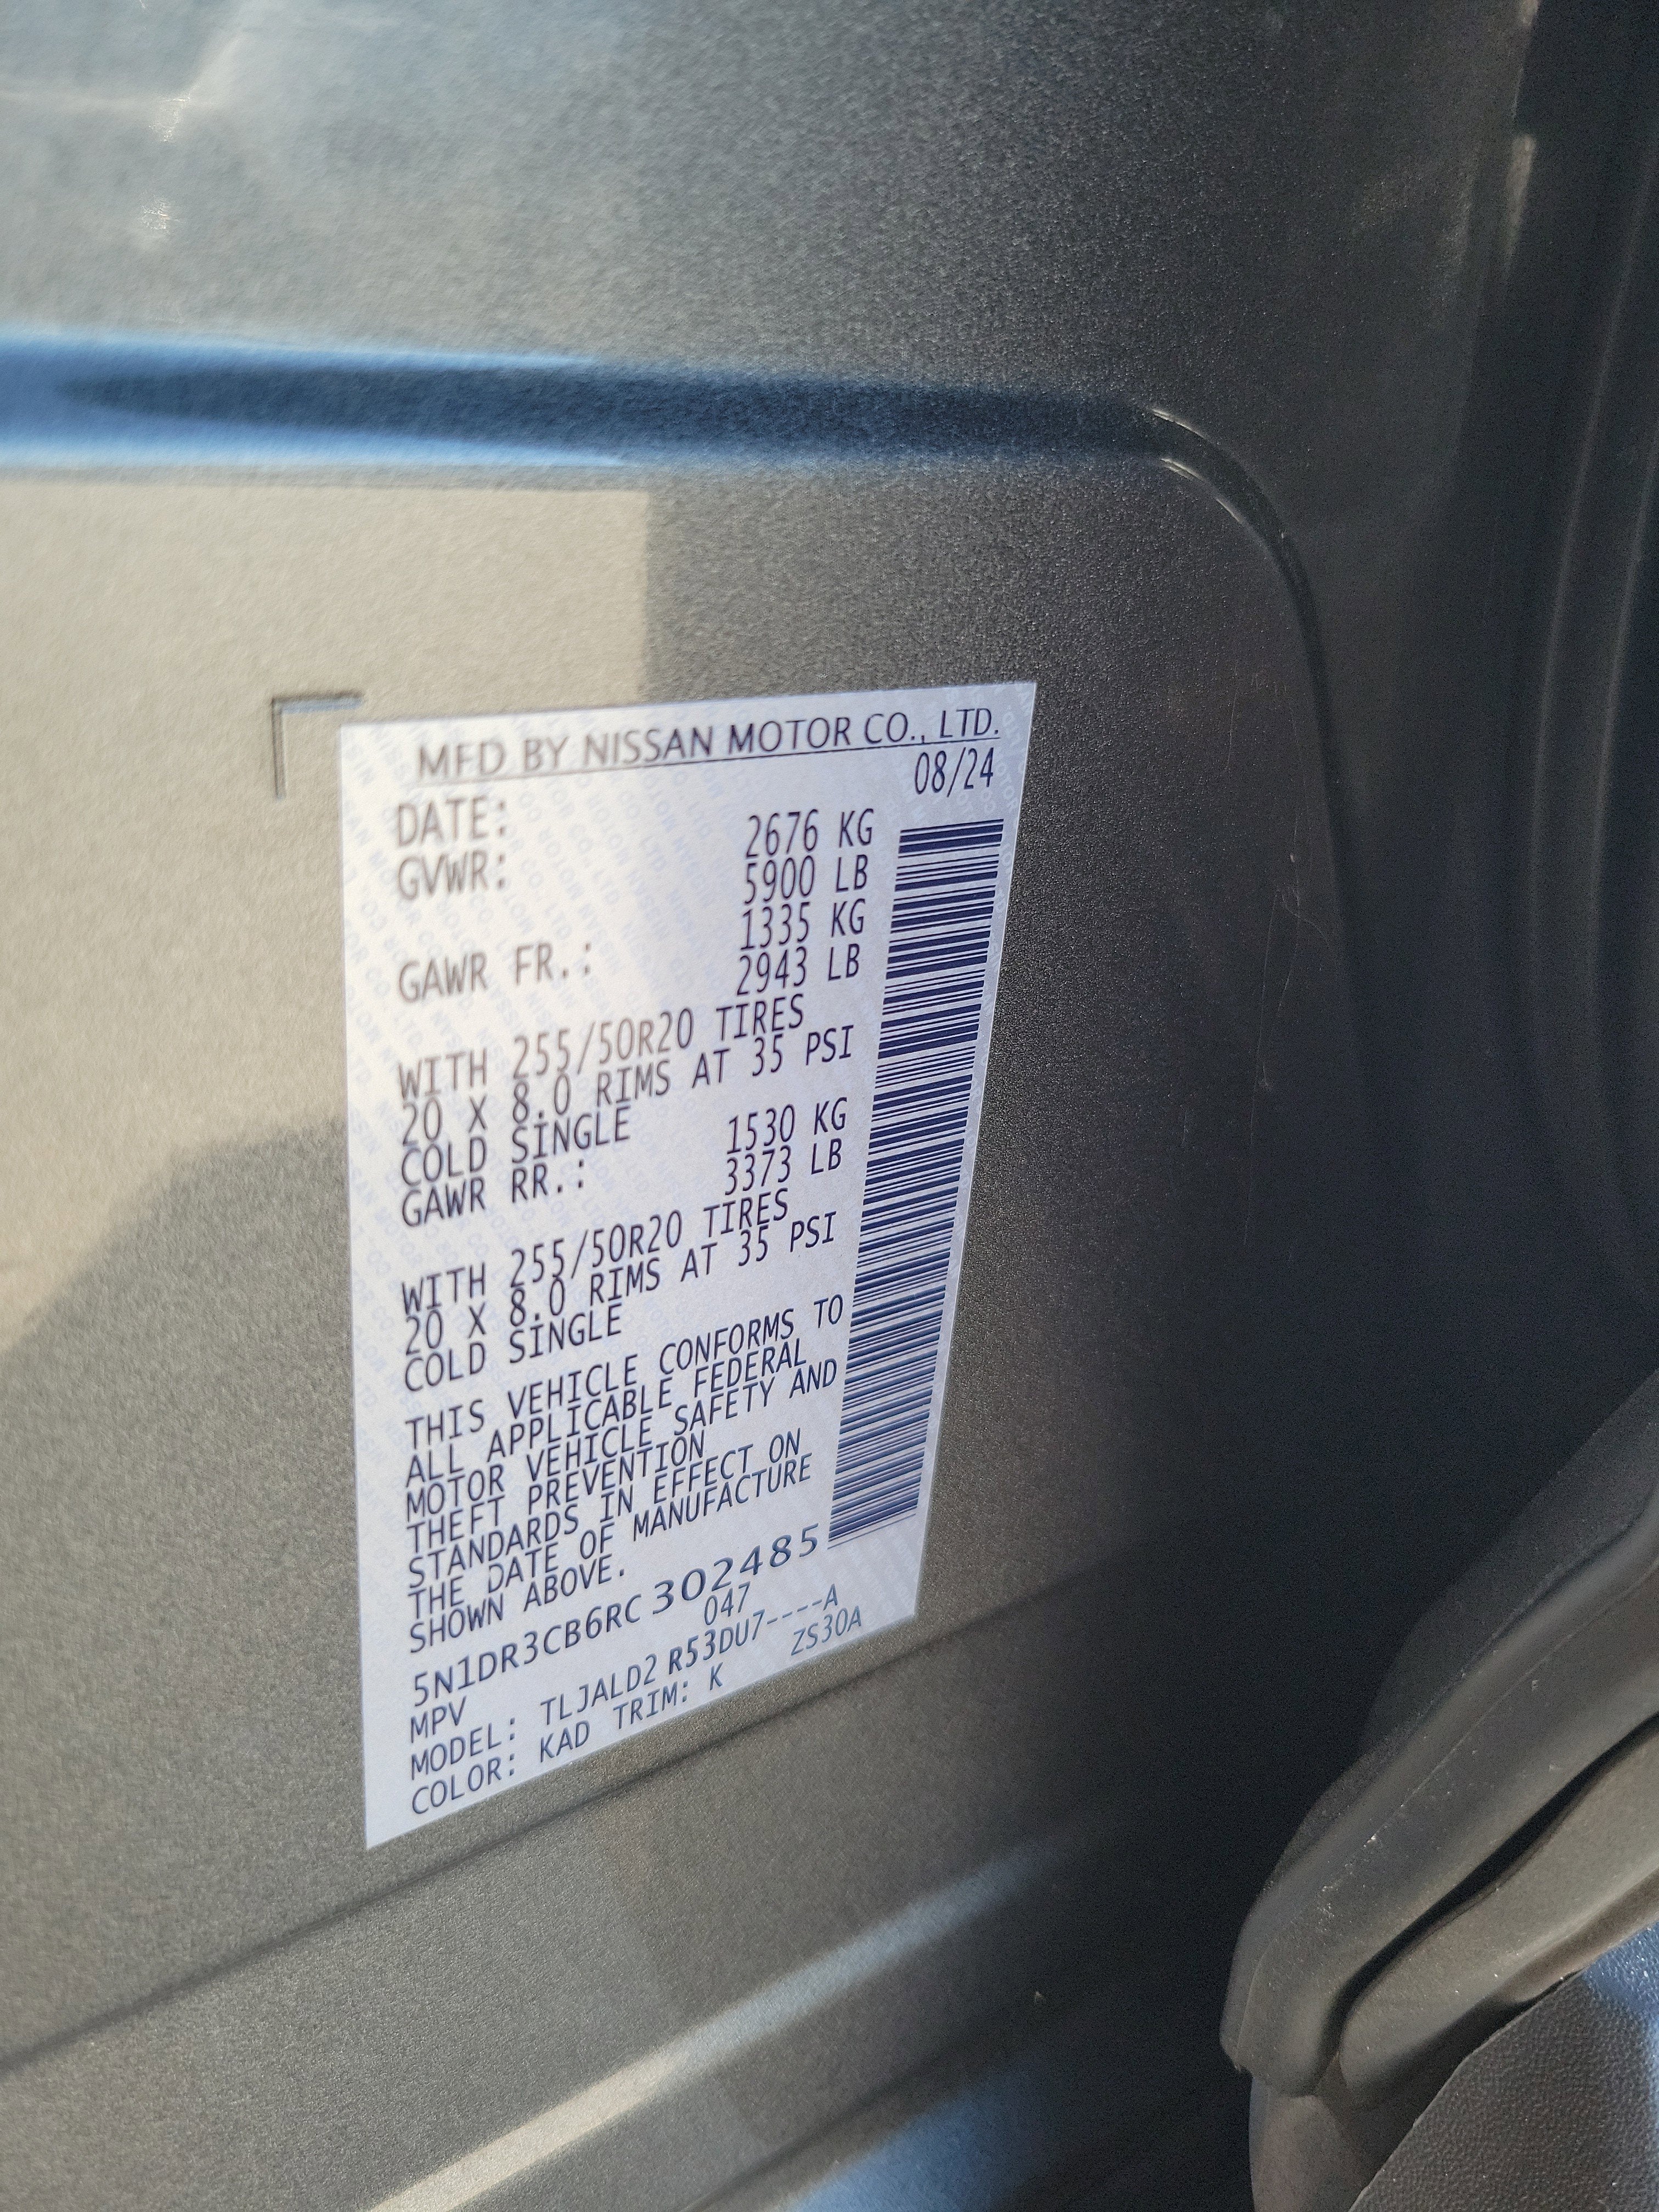 MFD BY NISSAN MOTOR CO., LTD.
DATE: 08/24
GVWR: 2676 KG
5900 LB
GAWR FR.: 1335 KG
2943 LB
WITH 255/50R20 TIRES
20 X 8.0 RIMS AT 35 PSI
COLD SINGLE
GAWR RR.: 1530 KG
3373 LB
WITH 255/50R20 TIRES
20 X 8.0 RIMS AT 35 PSI
COLD SINGLE
THIS VEHICLE CONFORMS TO
ALL APPLICABLE FEDERAL
MOTOR VEHICLE SAFETY AND
THEFT PREVENTION
STANDARDS IN EFFECT ON
THE DATE OF MANUFACTURE
SHOWN ABOVE.
5N1DR3CB6RC302485
MPV 047
MODEL: TLJALD2 R53DU7----A
COLOR: KAD TRIM: K ZS30A